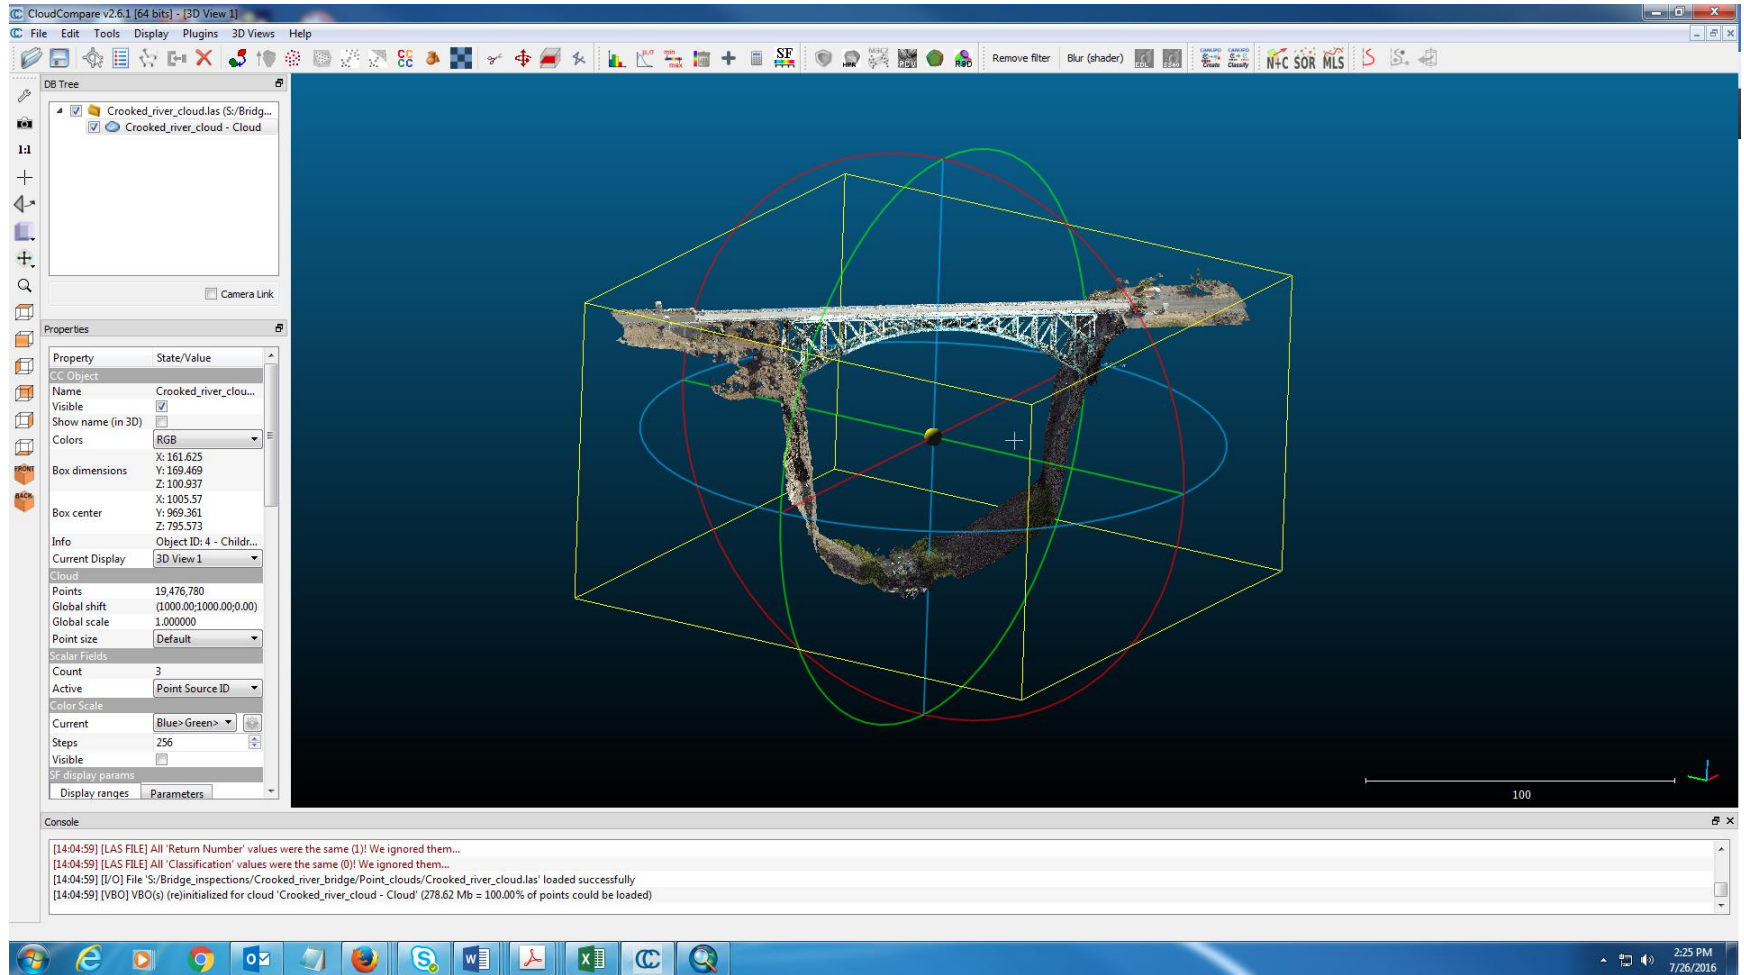 CloudCompare v2.6.1 [64 bits] - [3D View 1]
File Edit Tools Display Plugins 3D Views Help
Remove filter Blur (shader)
N+C SOR MLS
DB Tree
Crooked_river_cloud.las (S:/Bridg...
Crooked_river_cloud - Cloud
1:1
Camera Link
Properties
Property State/Value
CC Object
Name Crooked_river_clou...
Visible
Show name (in 3D)
Colors RGB
Box dimensions X: 161.625
Y: 169.469
Z: 100.937
Box center X: 1005.57
Y: 969.361
Z: 795.573
Info Object ID: 4 - Childr...
Current Display 3D View 1
Cloud
Points 19,476,780
Global shift (1000.00;1000.00;0.00)
Global scale 1.000000
Point size Default
Scalar Fields
Count 3
Active Point Source ID
Color Scale
Current Blue>Green>
Steps 256
Visible
SF display params
Display ranges Parameters
FRONT
BACK
100
Console
[14:04:59] [LAS FILE] All 'Return Number' values were the same (1)! We ignored them...
[14:04:59] [LAS FILE] All 'Classification' values were the same (0)! We ignored them...
[14:04:59] [I/O] File 'S:/Bridge_inspections/Crooked_river_bridge/Point_clouds/Crooked_river_cloud.las' loaded successfully
[14:04:59] [VBO] VBO(s) (re)initialized for cloud 'Crooked_river_cloud - Cloud' (278.62 Mb = 100.00% of points could be loaded)
2:25 PM
7/26/2016